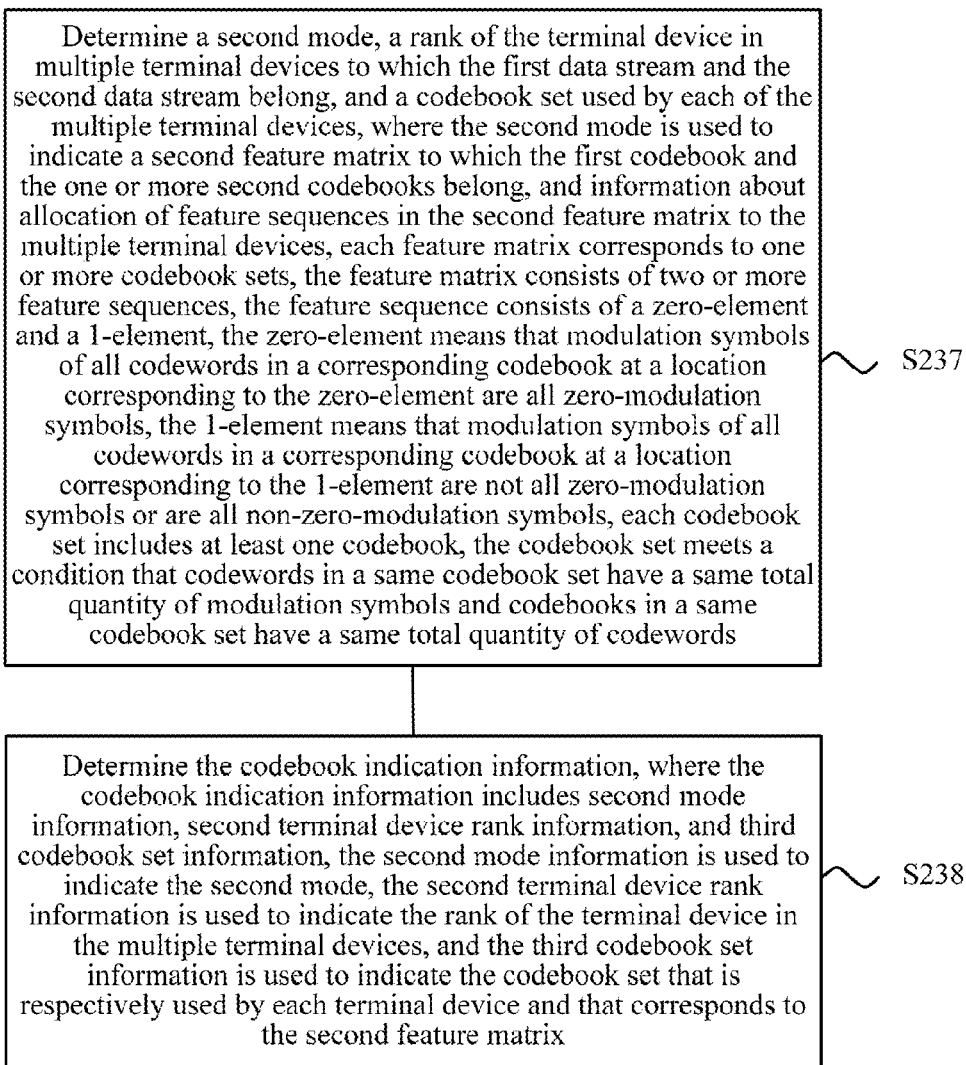 Determine a second mode, a rank of the terminal device in
multiple terminal devices to which the first data stream and the
second data stream belong, and a codebook set used by each of the
multiple terminal devices, where the second mode is used to
indicate a second feature matrix to which the first codebook and
the one or more second codebooks belong, and information about
allocation of feature sequences in the second feature matrix to the
multiple terminal devices, each feature matrix corresponds to one
or more codebook sets, the feature matrix consists of two or more
feature sequences, the feature sequence consists of a zero-element
and a 1-element, the zero-element means that modulation symbols
of all codewords in a corresponding codebook at a location
corresponding to the zero-element are all zero-modulation
symbols, the 1-element means that modulation symbols of all
codewords in a corresponding codebook at a location
corresponding to the 1-element are not all zero-modulation
symbols or are all non-zero-modulation symbols, each codebook
set includes at least one codebook, the codebook set meets a
condition that codewords in a same codebook set have a same total
quantity of modulation symbols and codebooks in a same
codebook set have a same total quantity of codewords
S237
Determine the codebook indication information, where the
codebook indication information includes second mode
information, second terminal device rank information, and third
codebook set information, the second mode information is used to
indicate the second mode, the second terminal device rank
information is used to indicate the rank of the terminal device in
the multiple terminal devices, and the third codebook set
information is used to indicate the codebook set that is
respectively used by each terminal device and that corresponds to
the second feature matrix
S238